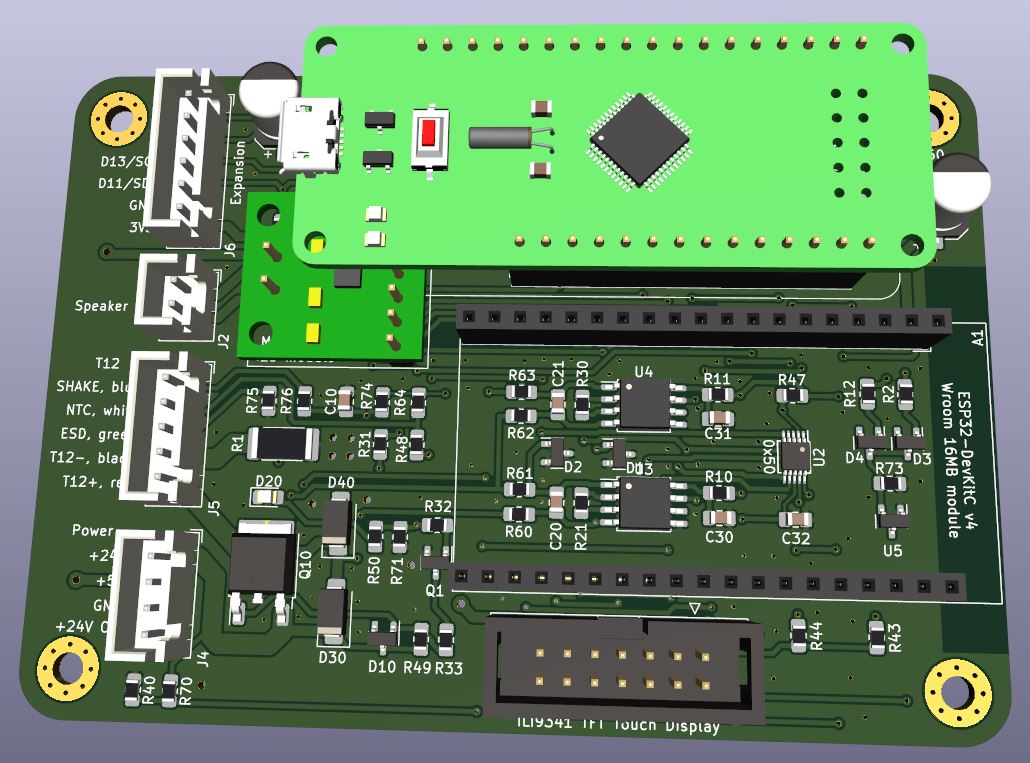 D13/SC
D11/SD
GN
3V
Expansion
J6
Speaker
J2
T12
SHAKE, blu
NTC, whit
ESD, gree
T12-, blac
T12+, re
J5
Power
+24
+5
GN
+24V O
J4
R40
R70
R75
R76
C10
R74
R64
R1
R31
R48
D20
D40
R32
Q10
R50
R71
Q1
D30
D10
R49
R33
R63
R62
C21
R30
U4
R11
C31
R47
R12
R2
A1
D2
D1
U3
0x50
U2
D4
D3
R61
R60
C20
R21
R10
C30
C32
R73
U5
ESP32-DevKitC v4
Wroom 16MB module
R44
R43
ILI9341 TFT Touch Display